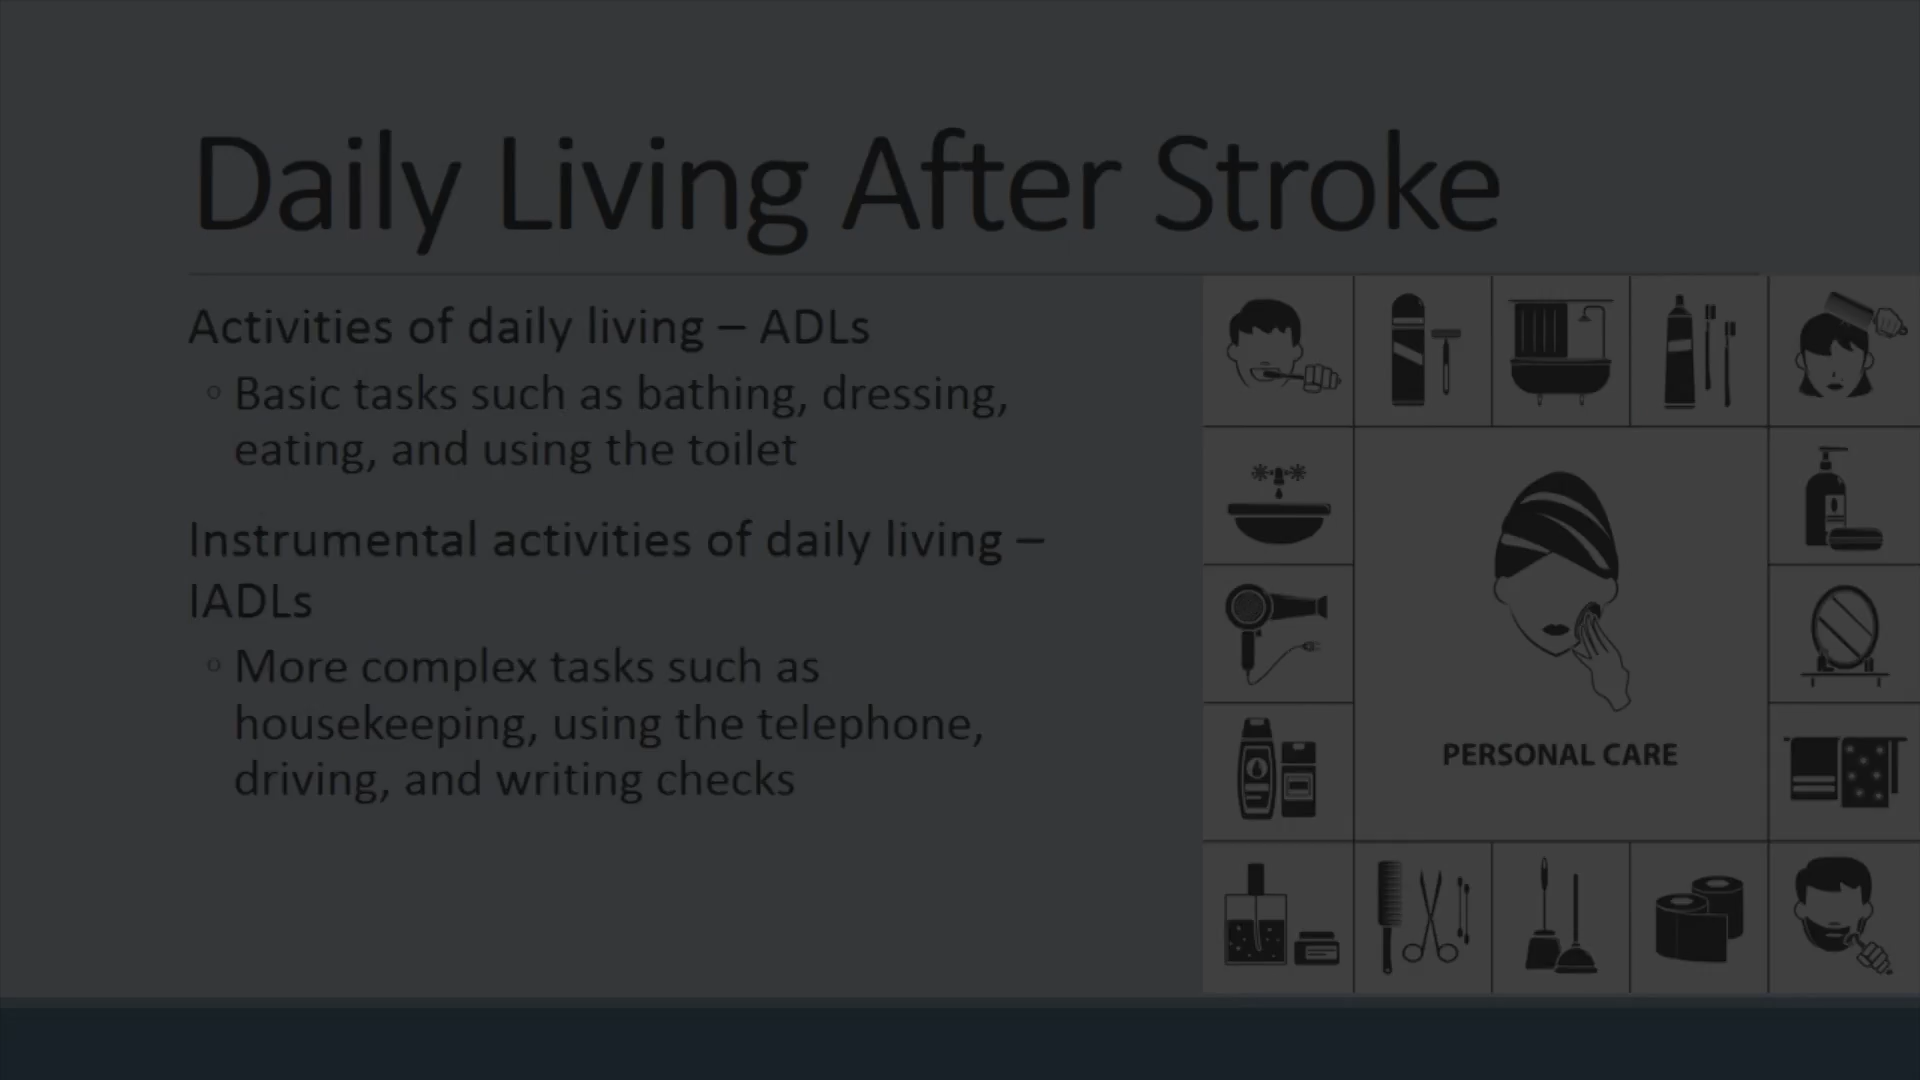 Daily Living After Stroke
Activities of daily living – ADLs
◦ Basic tasks such as bathing, dressing,
eating, and using the toilet
Instrumental activities of daily living –
IADLs
◦ More complex tasks such as
housekeeping, using the telephone,
driving, and writing checks
PERSONAL CARE